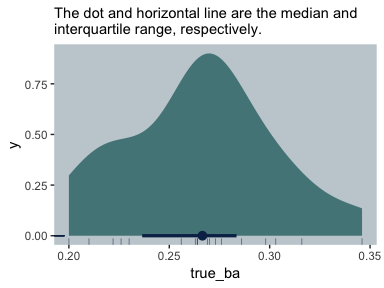 The dot and horizontal line are the median and
interquartile range, respectively.
0.75
0.50
0.25
0.00
y
0.20 0.25 0.30 0.35
true_ba